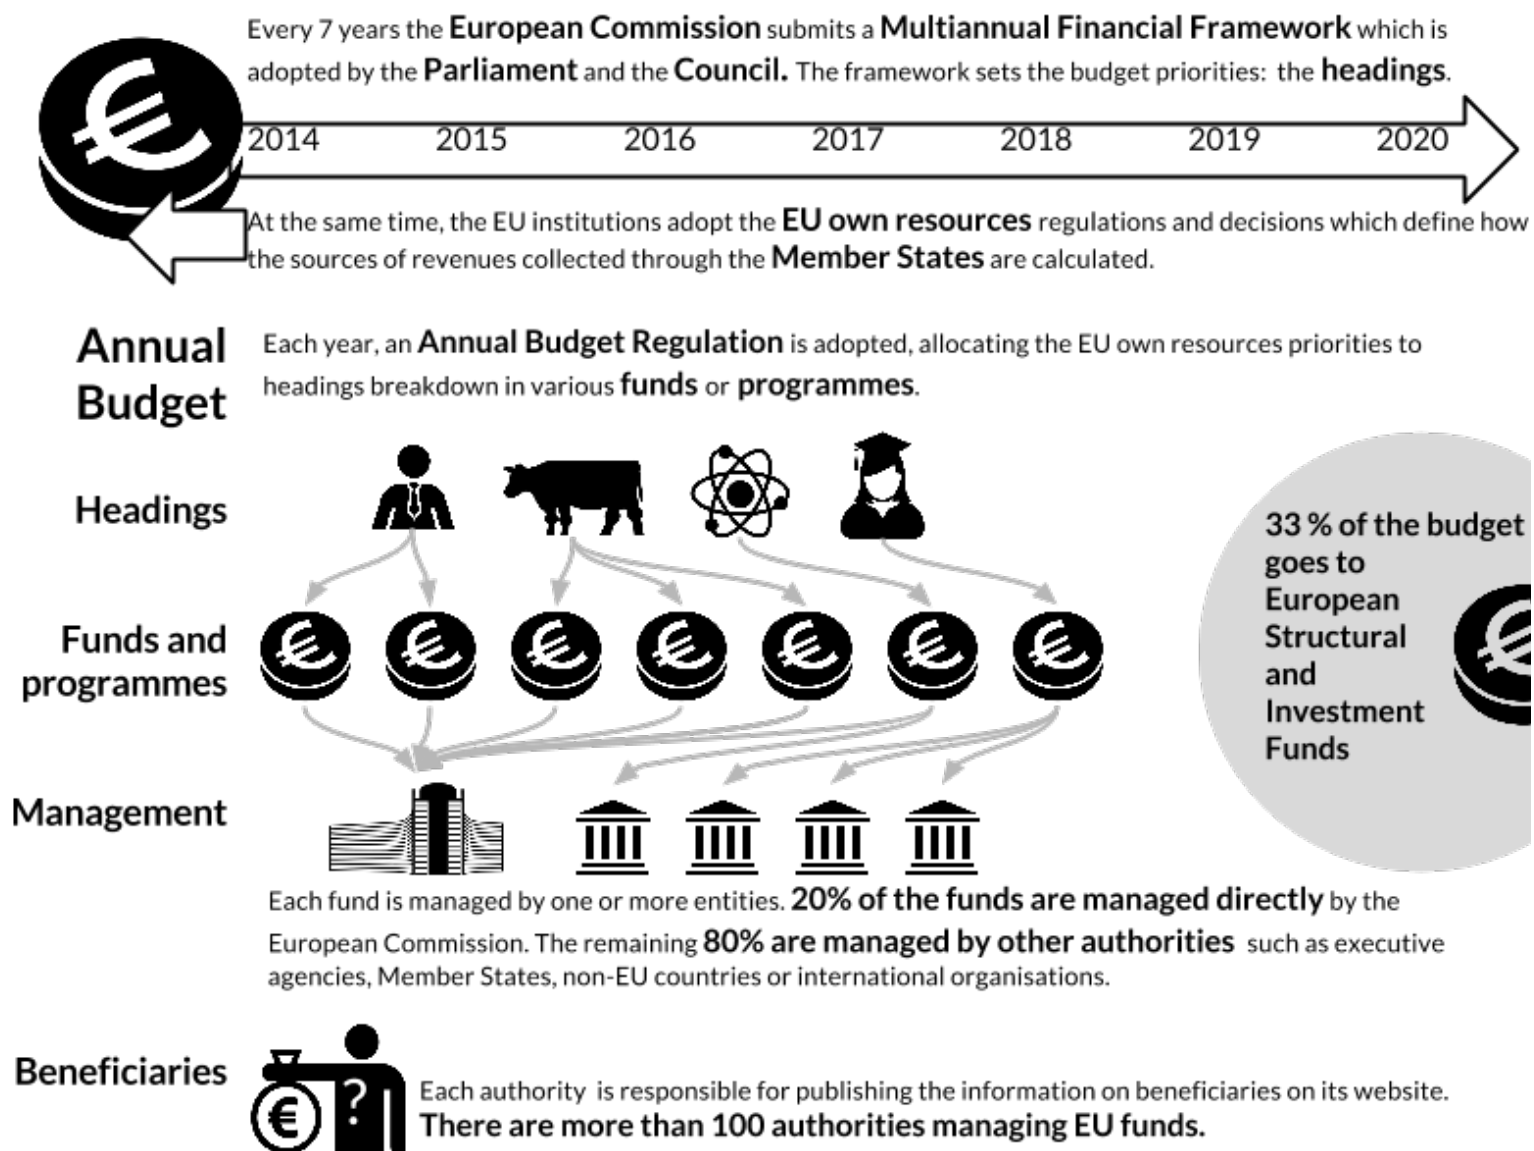 Every 7 years the European Commission submits a Multiannual Financial Framework which is
adopted by the Parliament and the Council. The framework sets the budget priorities: the headings.
2014 2015 2016 2017 2018 2019 2020
At the same time, the EU institutions adopt the EU own resources regulations and decisions which define how
the sources of revenues collected through the Member States are calculated.
Annual
Budget
Each year, an Annual Budget Regulation is adopted, allocating the EU own resources priorities to
headings breakdown in various funds or programmes.
Headings
33 % of the budget
goes to
European
Structural
and
Investment
Funds
Funds and
programmes
Management
Each fund is managed by one or more entities. 20% of the funds are managed directly by the
European Commission. The remaining 80% are managed by other authorities such as executive
agencies, Member States, non-EU countries or international organisations.
Beneficiaries
?
€
Each authority is responsible for publishing the information on beneficiaries on its website.
There are more than 100 authorities managing EU funds.